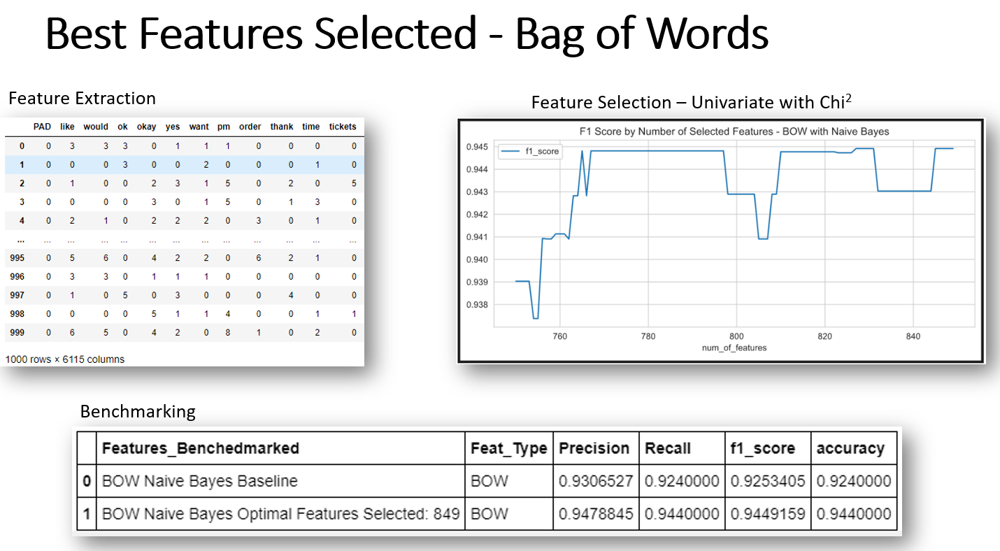 Best Features Selected - Bag of Words
Feature Extraction
PAD like would ok okay yes want pm order thank time tickets
0 0 3 3 3 0 1 1 1 0 0 0 0
1 0 0 0 3 0 0 2 0 0 0 1 0
2 0 1 0 0 2 3 1 5 0 2 0 5
3 0 0 0 0 3 0 1 5 0 1 3 0
4 0 2 1 0 2 2 2 0 3 0 1 0
... ... ... ... ... ... ... ... ... ... ... ... ...
995 0 5 6 0 4 2 2 0 6 2 1 0
996 0 3 3 0 1 1 1 0 0 0 0 0
997 0 1 0 5 0 3 0 0 0 4 0 0
998 0 0 0 0 5 1 1 4 0 0 1 1
999 0 6 5 0 4 2 0 8 1 0 2 0
1000 rows × 6115 columns
Feature Selection – Univariate with Chi²
F1 Score by Number of Selected Features - BOW with Naive Bayes
f1_score
0.945
0.944
0.943
0.942
0.941
0.940
0.939
0.938
760 780 800 820 840
num_of_features
Benchmarking
Features_Benchedmarked Feat_Type Precision Recall f1_score accuracy
0 BOW Naive Bayes Baseline BOW 0.9306527 0.9240000 0.9253405 0.9240000
1 BOW Naive Bayes Optimal Features Selected: 849 BOW 0.9478845 0.9440000 0.9449159 0.9440000